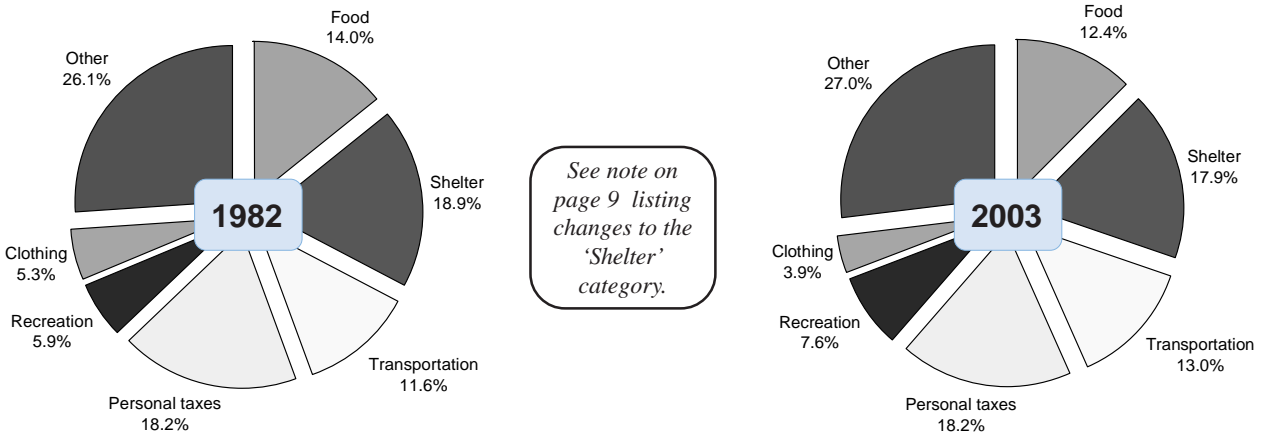 Food
14.0%
Other
26.1%
Shelter
18.9%
1982
Clothing
5.3%
Recreation
5.9%
Transportation
11.6%
Personal taxes
18.2%
See note on
page 9 listing
changes to the
‘Shelter’
category.
Food
12.4%
Other
27.0%
Shelter
17.9%
2003
Clothing
3.9%
Recreation
7.6%
Transportation
13.0%
Personal taxes
18.2%